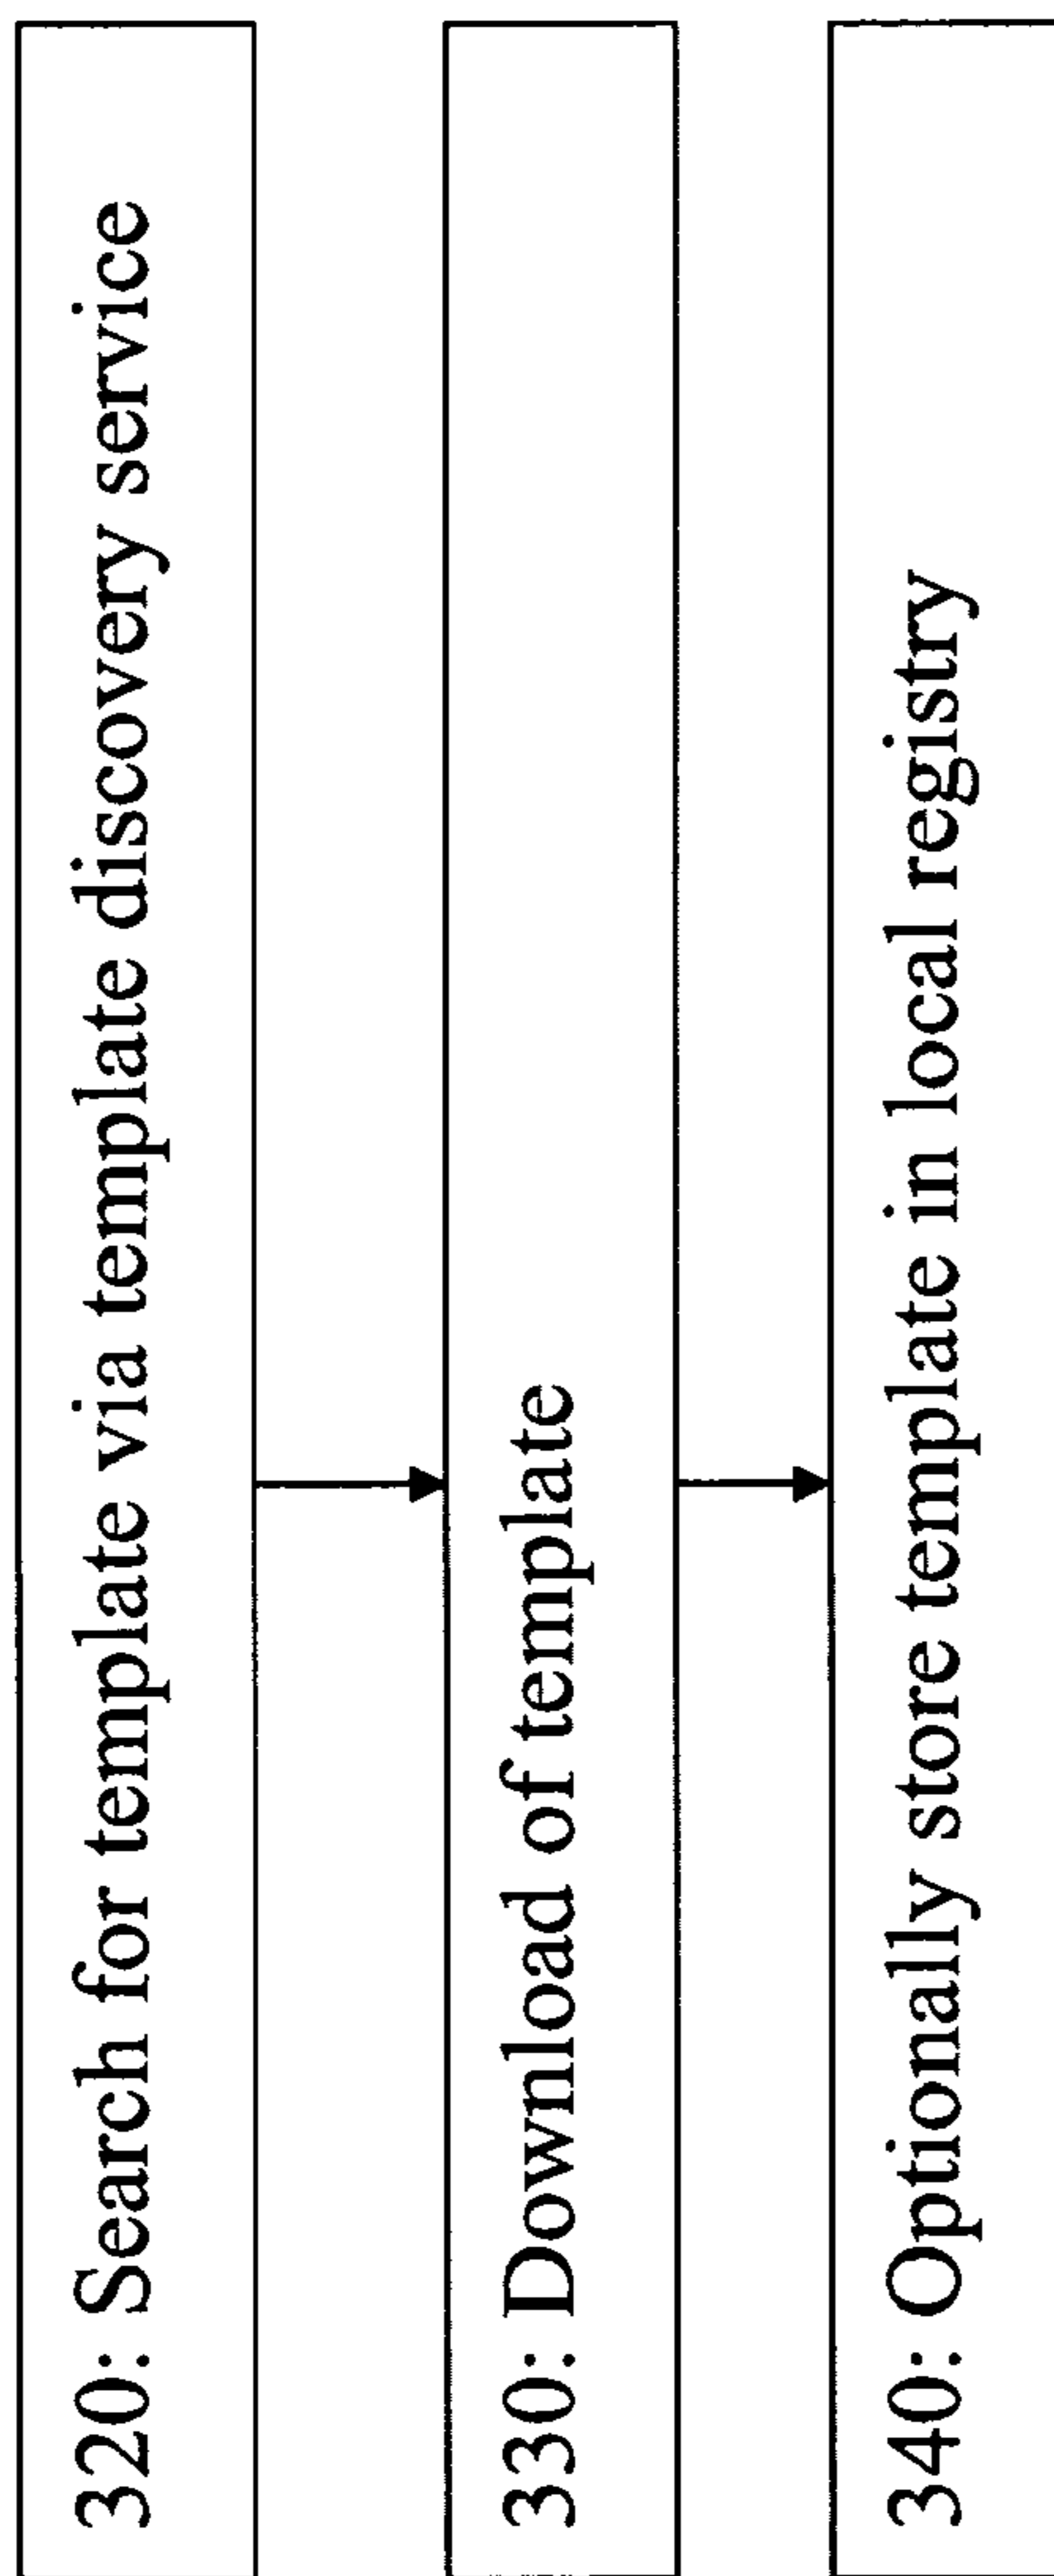 320: Search for template via template discovery service
330: Download of template
340: Optionally store template in local registry